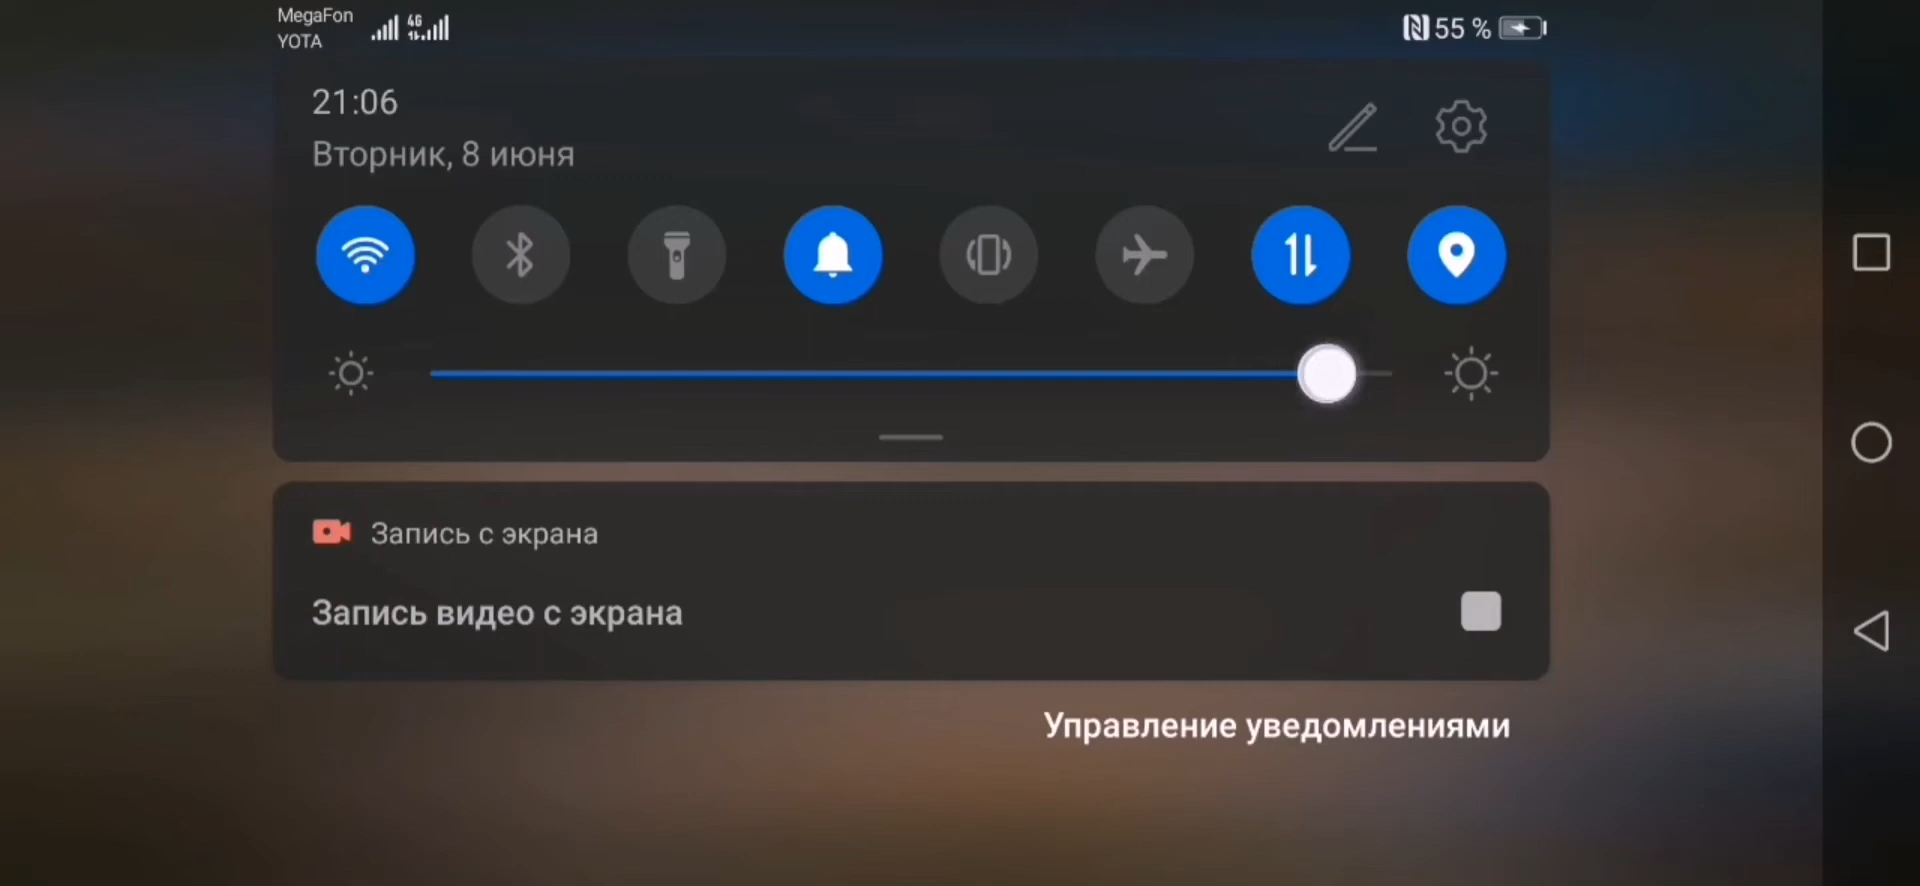 MegaFon
YOTA
4G
55 %
21:06
Вторник, 8 июня
Запись с экрана
Запись видео с экрана
Управление уведомлениями